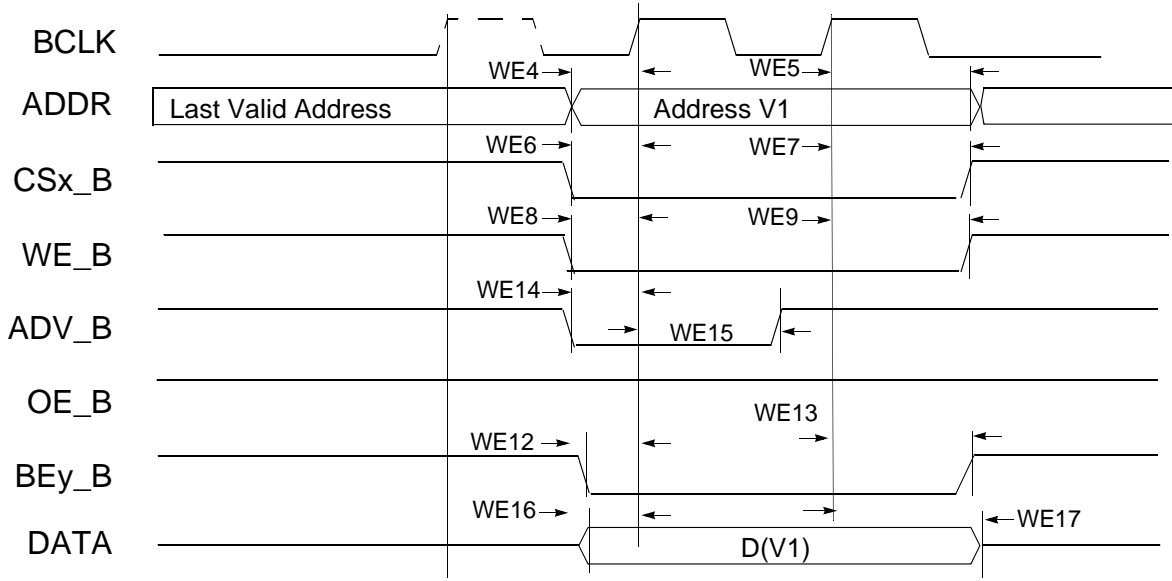 BCLK
WE4 WE5
ADDR Last Valid Address Address V1
WE6 WE7
CSx_B
WE8 WE9
WE_B
WE14
ADV_B WE15
OE_B
WE13
WE12
BEy_B
WE16 WE17
DATA D(V1)